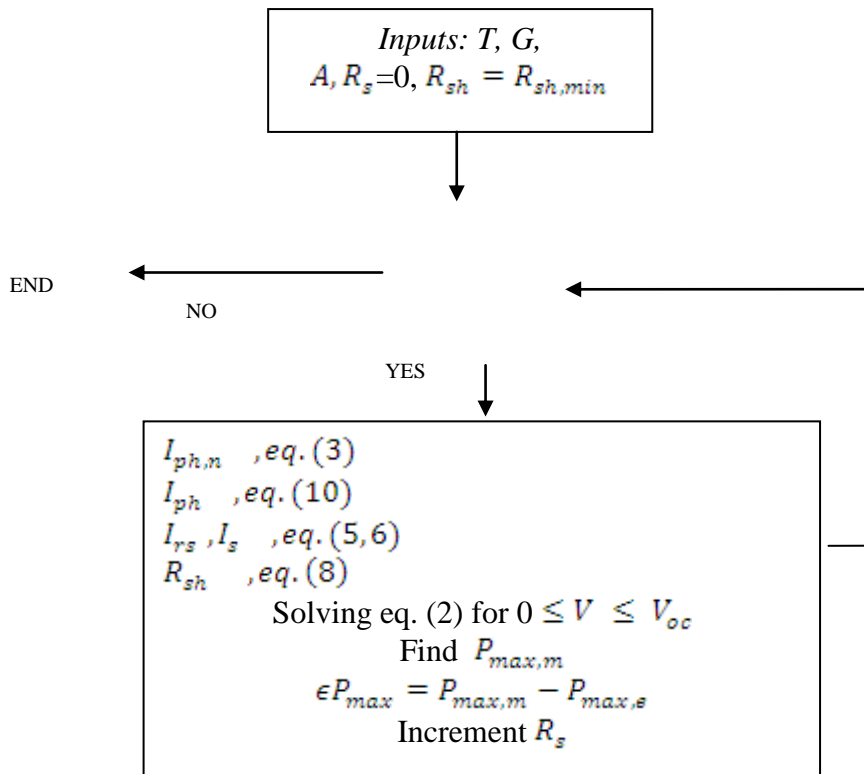 Inputs: T, G,
A, R_s=0, R_sh = R_sh,min
END
NO
YES
I_ph,n ,eq.(3)
I_ph ,eq.(10)
I_rs ,I_s ,eq.(5,6)
R_sh ,eq.(8)
Solving eq. (2) for 0 ≤ V ≤ V_oc
Find P_max,m
ϵP_max = P_max,m − P_max,e
Increment R_s